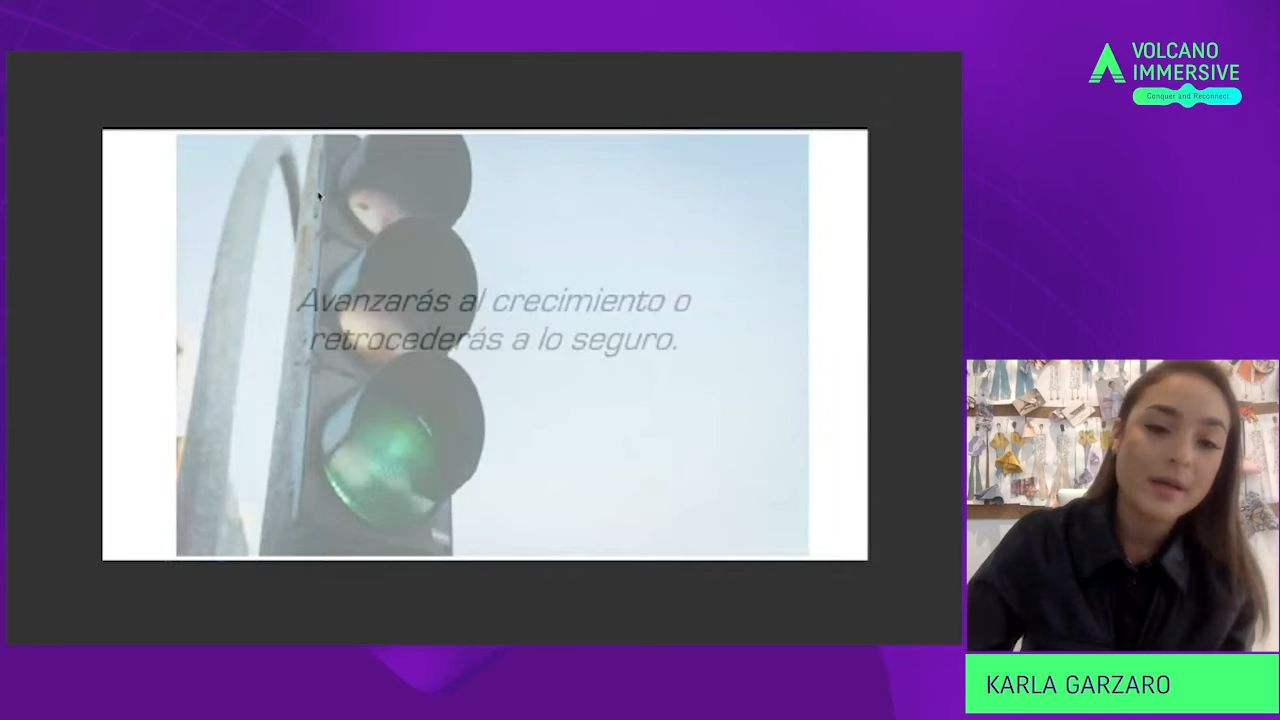 VOLCANO
IMMERSIVE
Conquer and Reconnect
Avanzarás al crecimiento o
retrocederás a lo seguro.
KARLA GARZARO